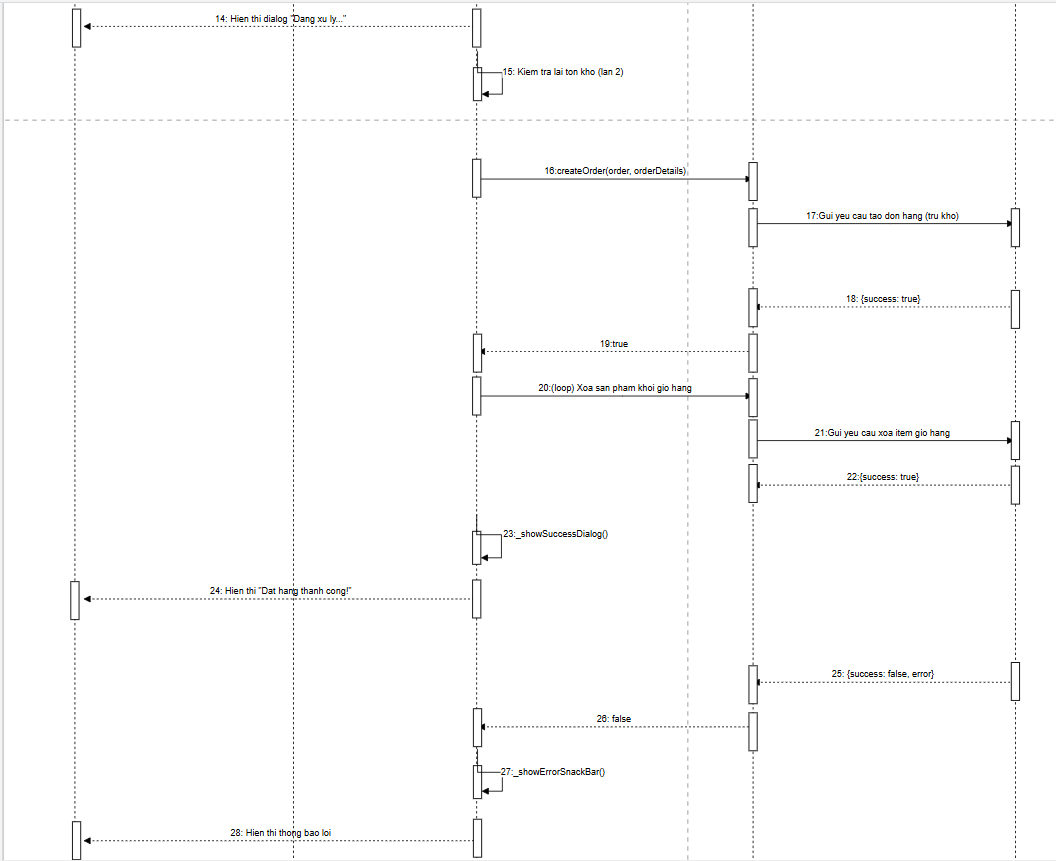 14: Hien thi dialog "Dang xu ly..."
15: Kiem tra lai ton kho (lan 2)
16:createOrder(order, orderDetails)
17:Gui yeu cau tao don hang (tru kho)
18: {success: true}
19:true
20:(loop) Xoa san pham khoi gio hang
21:Gui yeu cau xoa item gio hang
22:{success: true}
23:_showSuccessDialog()
24: Hien thi "Dat hang thanh cong!"
25: {success: false, error}
26: false
27:_showErrorSnackBar()
28: Hien thi thong bao loi